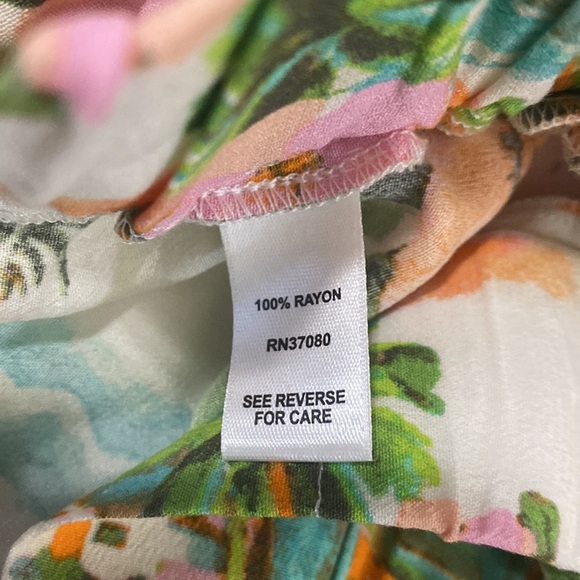 100% RAYON
RN37080
SEE REVERSE
FOR CARE